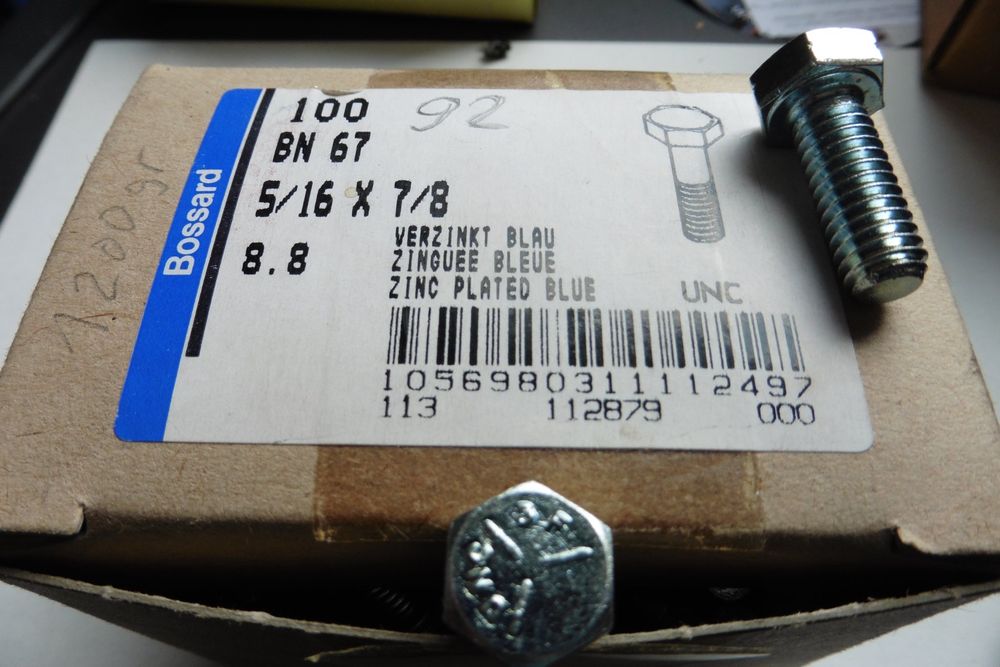 100
92
BN 67
5/16 X 7/8
8.8
VERZINKT BLAU
ZINGUEE BLEUE
ZINC PLATED BLUE
UNC
1056980311112497
113 112879 000
Bossard
1200gr